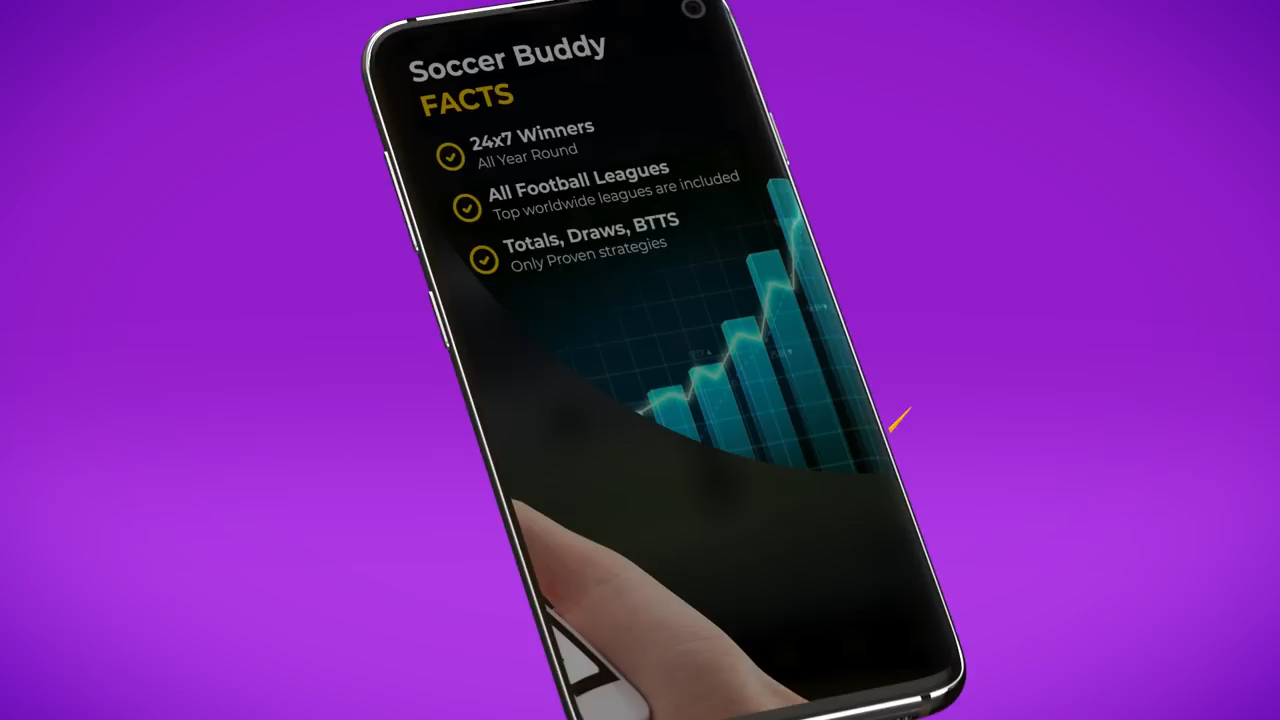 Soccer Buddy
FACTS
24x7 Winners
All Year Round
All Football Leagues
Top worldwide leagues are included
Totals, Draws, BTTS
Only Proven strategies